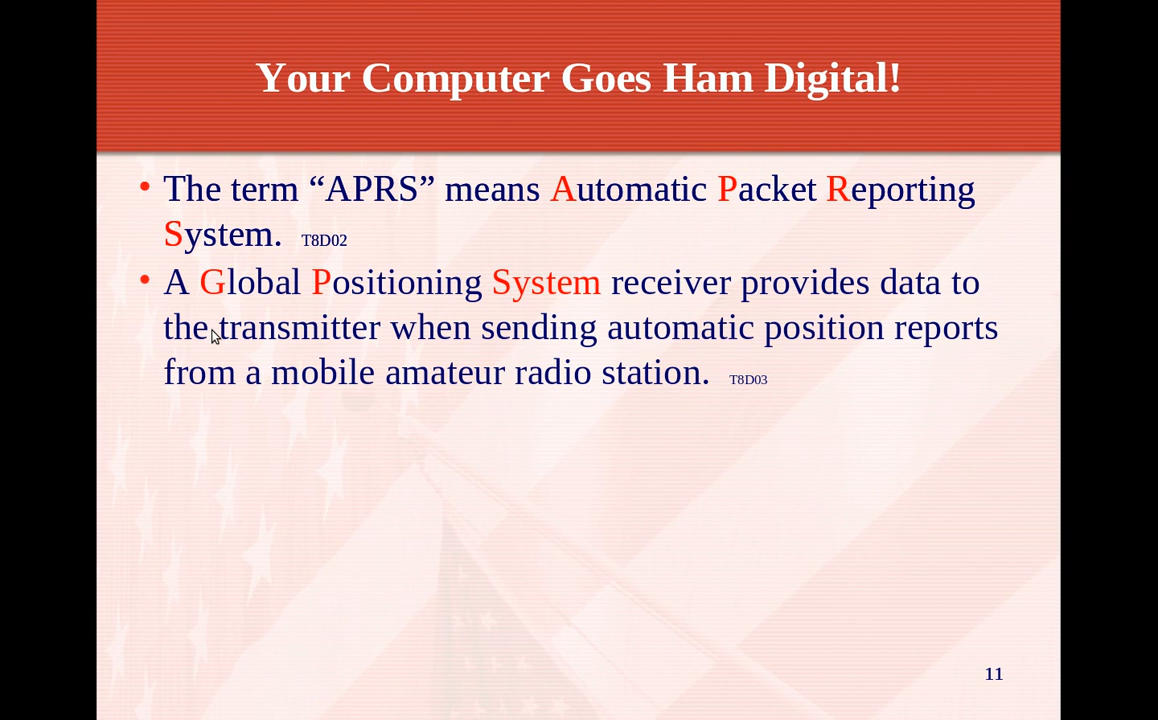 Your Computer Goes Ham Digital!
• The term “APRS” means Automatic Packet Reporting
System. T8D02
• A Global Positioning System receiver provides data to
the transmitter when sending automatic position reports
from a mobile amateur radio station. T8D03
11